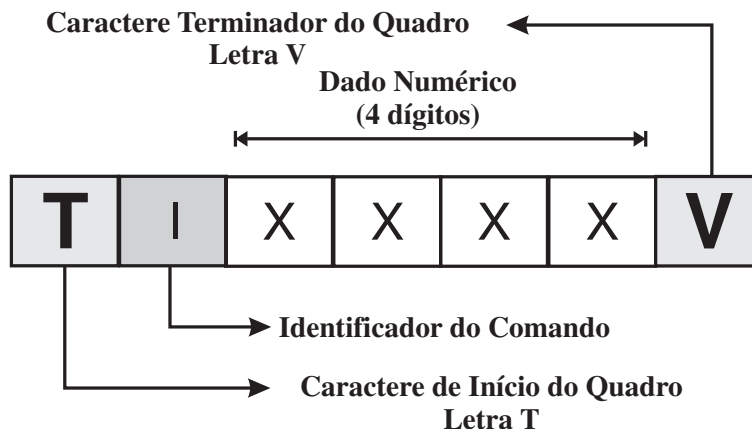 Caractere Terminador do Quadro
Letra V
Dado Numérico
(4 dígitos)
T I X X X X V
Identificador do Comando
Caractere de Início do Quadro
Letra T